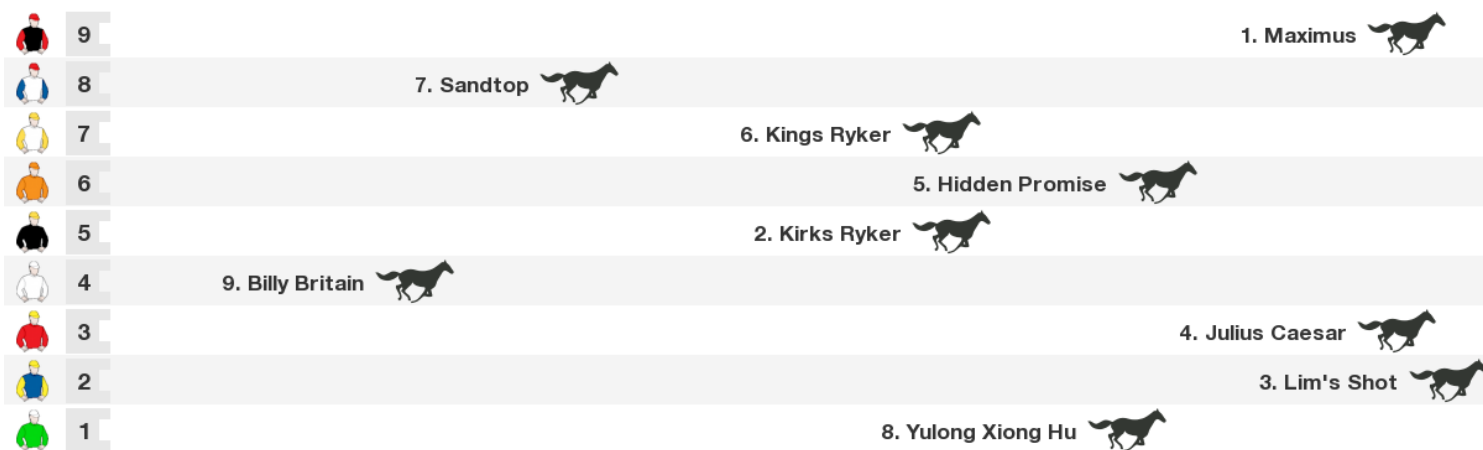 9 1. Maximus
8 7. Sandtop
7 6. Kings Ryker
6 5. Hidden Promise
5 2. Kirks Ryker
4 9. Billy Britain
3 4. Julius Caesar
2 3. Lim's Shot
1 8. Yulong Xiong Hu